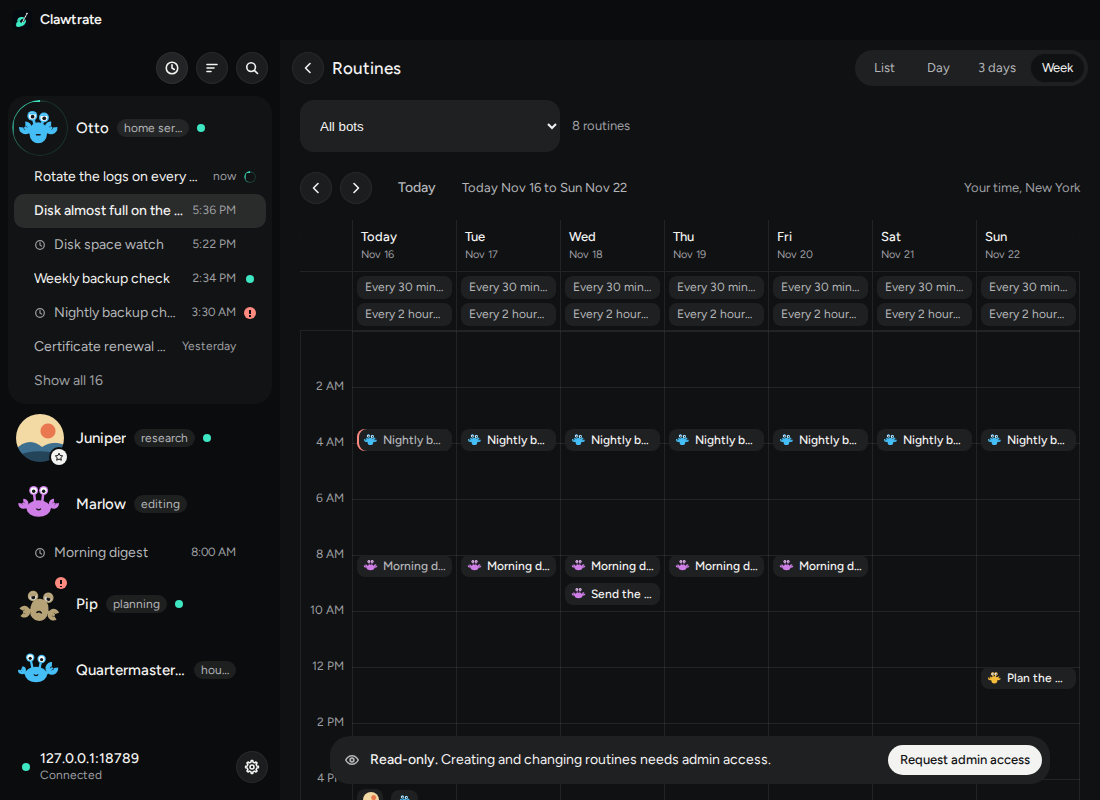 Clawtrate
Routines
List Day 3 days Week
Otto home ser...
Rotate the logs on every ... now
Disk almost full on the ... 5:36 PM
Disk space watch 5:22 PM
Weekly backup check 2:34 PM
Nightly backup ch... 3:30 AM
Certificate renewal ... Yesterday
Show all 16
Juniper research
Marlow editing
Morning digest 8:00 AM
Pip planning
Quartermaster... hou...
127.0.0.1:18789
Connected
All bots 8 routines
Today Today Nov 16 to Sun Nov 22 Your time, New York
Today Tue Wed Thu Fri Sat Sun
Nov 16 Nov 17 Nov 18 Nov 19 Nov 20 Nov 21 Nov 22
Every 30 min... Every 30 min... Every 30 min... Every 30 min... Every 30 min... Every 30 min... Every 30 min...
Every 2 hour... Every 2 hour... Every 2 hour... Every 2 hour... Every 2 hour... Every 2 hour... Every 2 hour...
2 AM
4 AM Nightly b... Nightly b... Nightly b... Nightly b... Nightly b... Nightly b... Nightly b...
6 AM
8 AM Morning d... Morning d... Morning d... Morning d... Morning d...
Send the ...
10 AM
12 PM Plan the ...
2 PM
Read-only. Creating and changing routines needs admin access. Request admin access
4 P